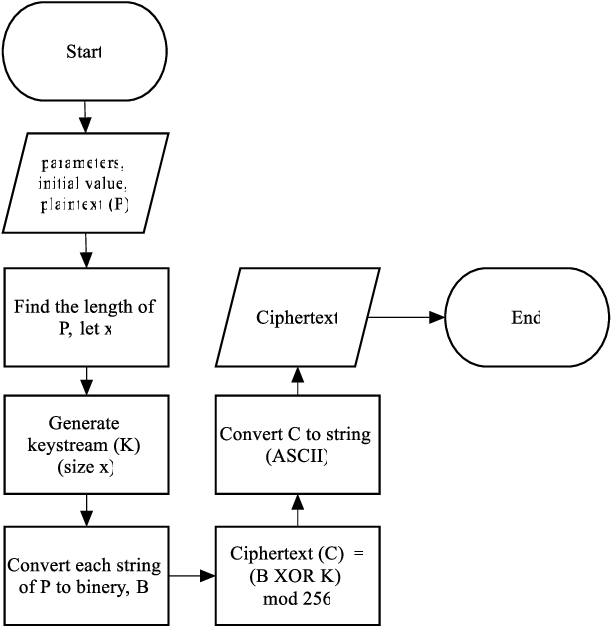 Start
parameters,
initial value,
plaintext (P)
Find the length of
P, let x
Generate
keystream (K)
(size x)
Convert each string
of P to binery, B
Ciphertext (C) =
(B XOR K)
mod 256
Convert C to string
(ASCII)
Ciphertext
End